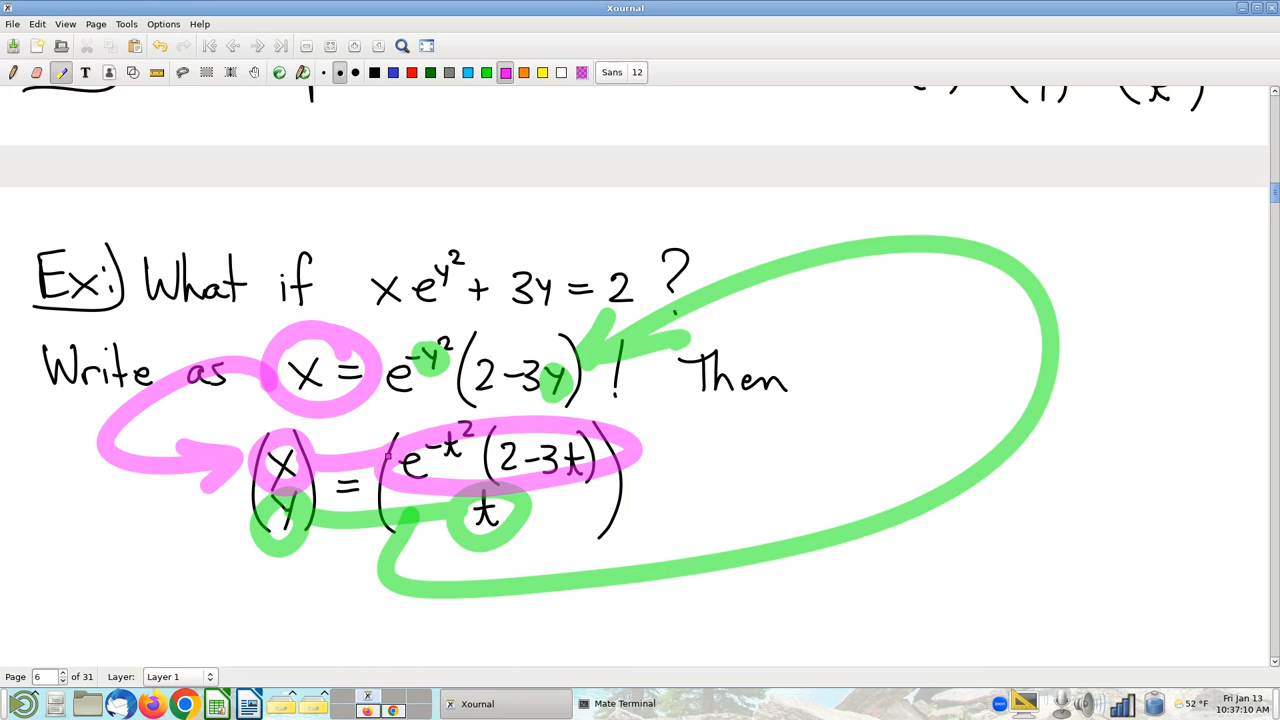 Xournal
File Edit View Page Tools Options Help
Sans 12
Ex:) What if x e^{y^2} + 3y = 2 ?
Write as x = e^{-y^2} (2-3y) ! Then
(x y) = (e^{-t^2} (2-3t) t)
Page 6 of 31 Layer: Layer 1
Xournal Mate Terminal 52 °F Fri Jan 13 10:37:10 AM